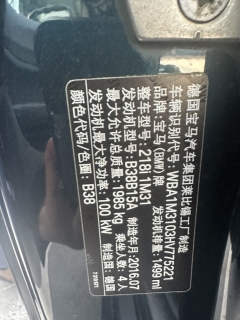 德国宝马汽车集团莱比锡工厂制造
车辆识别代号: WBA1M3103HV775221
品牌: 宝马(BMW) 发动机排量: 1499ml
整车型号: 218I 1M31
发动机型号: B38B15A 制造年月: 2016.07
最大允许总质量: 1985 kg 乘坐人数: 4人
发动机最大净功率: 100 KW 制造国: 德国
颜色代码/色圈: B38